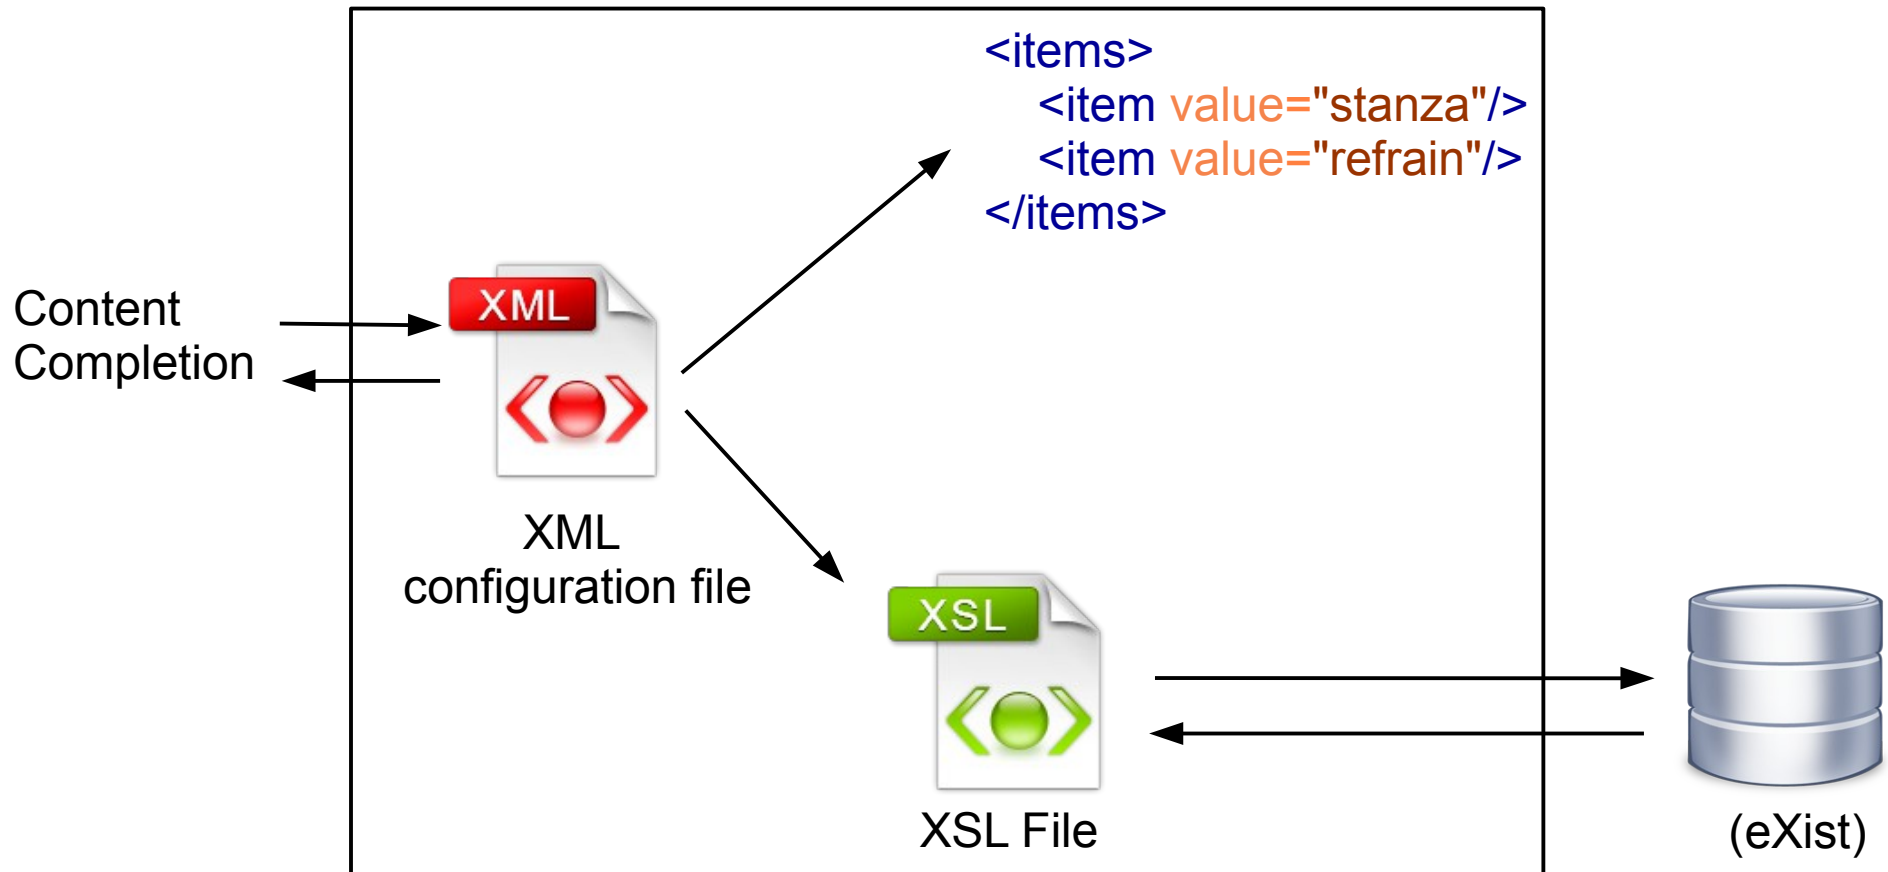 <items>
<item value="stanza"/>
<item value="refrain"/>
</items>
Content
Completion
XML
XML
configuration file
XSL
XSL File
(eXist)